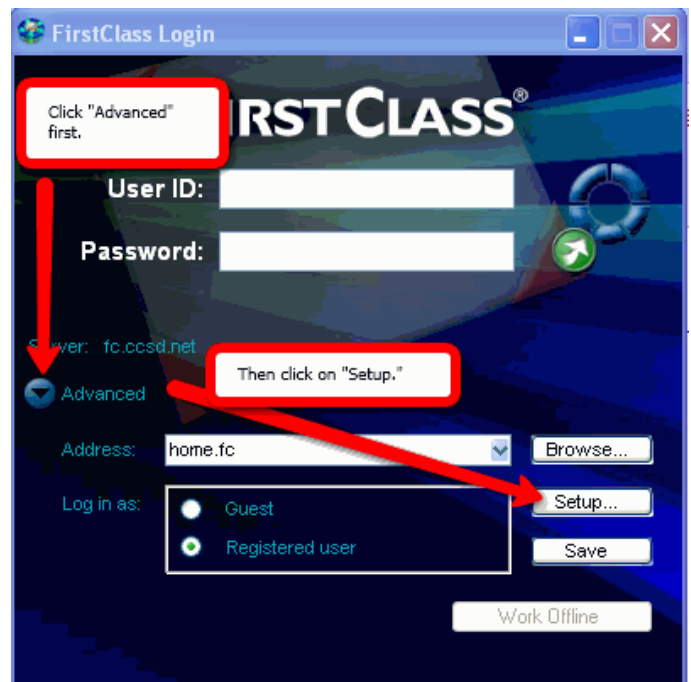 FirstClass Login
Click "Advanced"
first.
IRSTCLASS®
User ID:
Password:
Server: fc.ccsd.net
Then click on "Setup."
Advanced
Address:
home.fc
Browse...
Log in as:
Guest
Setup...
Registered user
Save
Work Offline